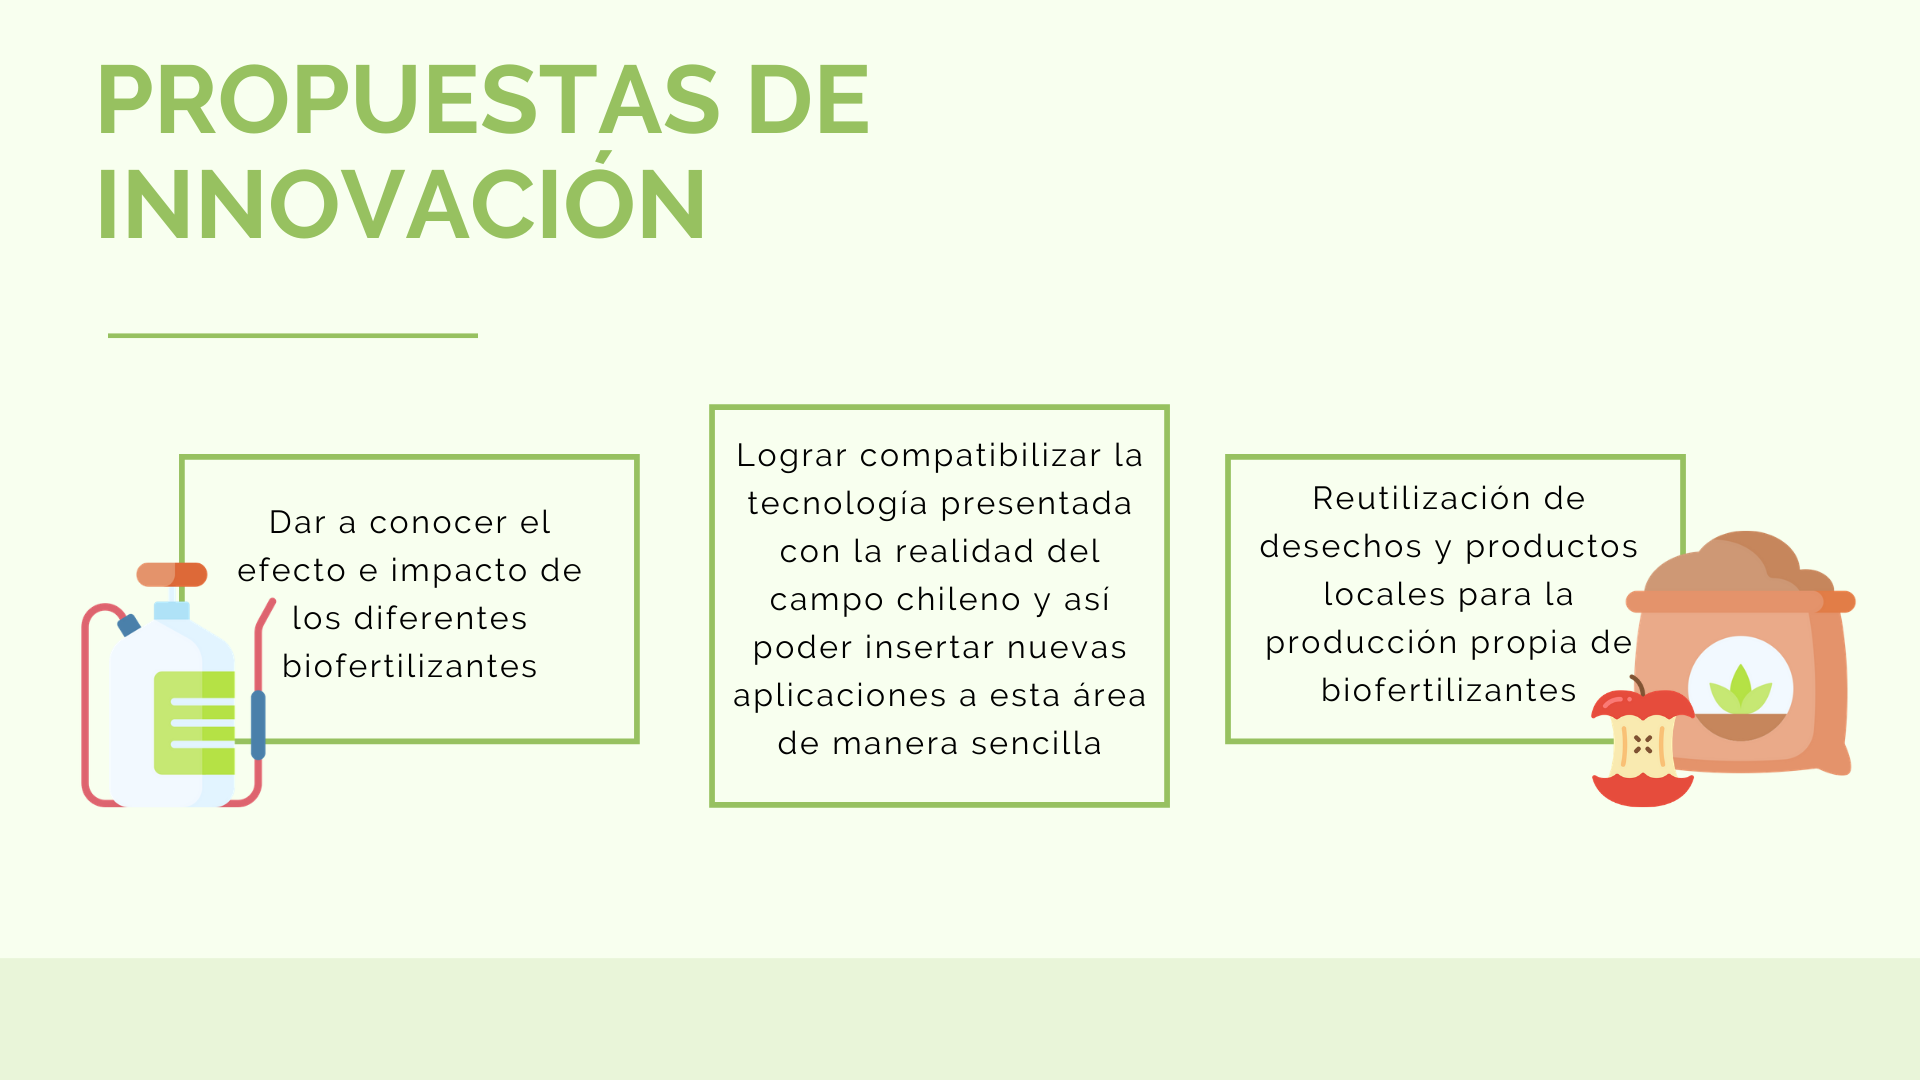 PROPUESTAS DE
INNOVACIÓN
Dar a conocer el
efecto e impacto de
los diferentes
biofertilizantes
Lograr compatibilizar la
tecnología presentada
con la realidad del
campo chileno y así
poder insertar nuevas
aplicaciones a esta área
de manera sencilla
Reutilización de
desechos y productos
locales para la
producción propia de
biofertilizantes